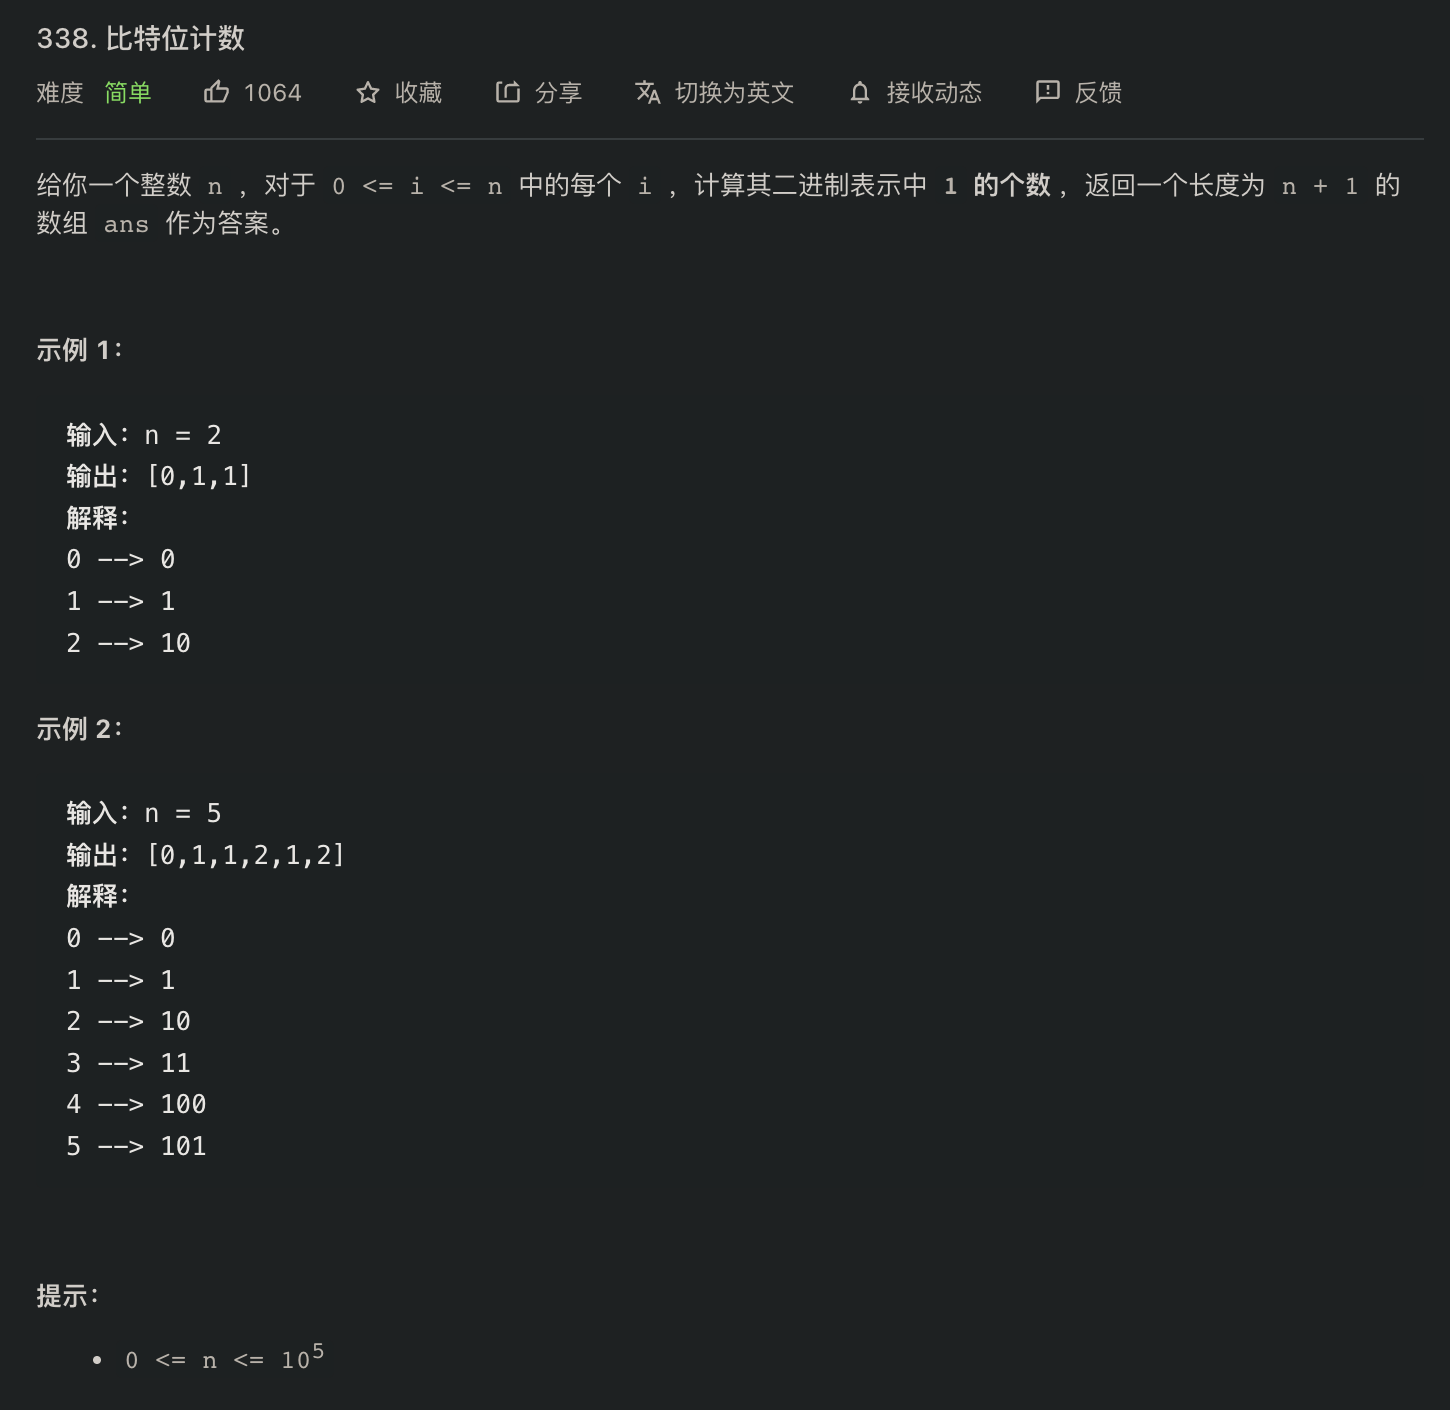 338. 比特位计数
难度 简单 1064 收藏 分享 切换为英文 接收动态 反馈
给你一个整数 n ，对于 0 <= i <= n 中的每个 i ，计算其二进制表示中 1 的个数 ，返回一个长度为 n + 1 的
数组 ans 作为答案。
示例 1：
输入：n = 2
输出：[0,1,1]
解释：
0 --> 0
1 --> 1
2 --> 10
示例 2：
输入：n = 5
输出：[0,1,1,2,1,2]
解释：
0 --> 0
1 --> 1
2 --> 10
3 --> 11
4 --> 100
5 --> 101
提示：
• 0 <= n <= 10⁵